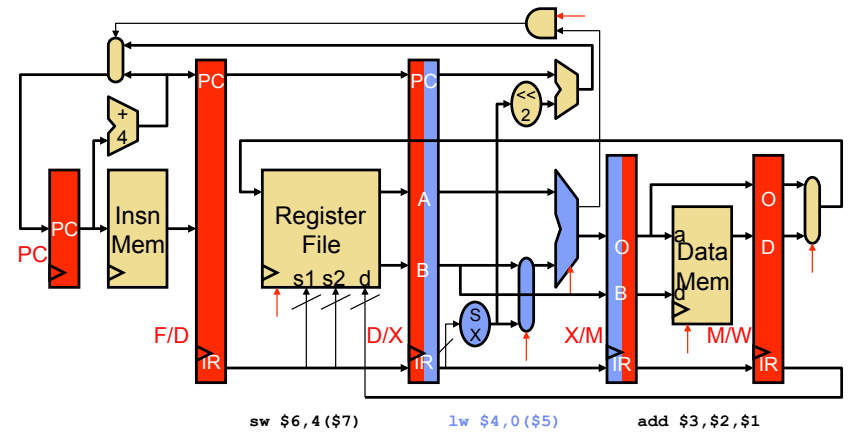 PC
PC
<<
2
+
4
PC
PC
Insn
Mem
Register
File
s1 s2 d
A
B
S
X
O
B
a
Data
Mem
d
O
D
F/D
D/X
X/M
M/W
IR
IR
IR
IR
sw $6,4($7)
lw $4,0($5)
add $3,$2,$1